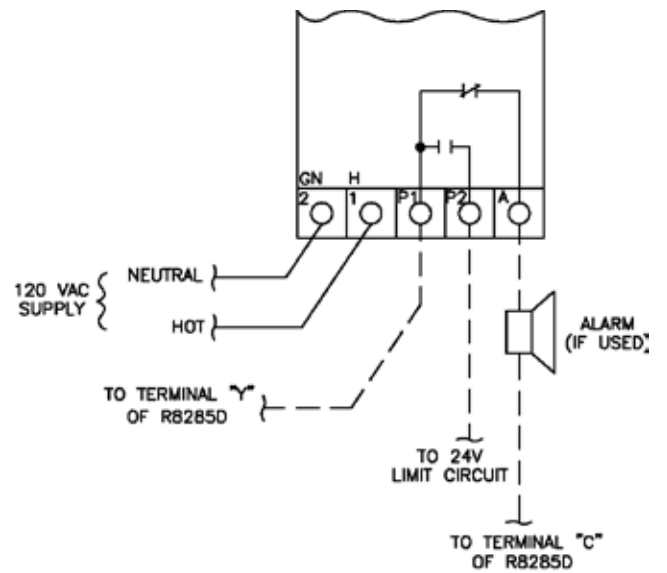 GN H
2 1 P1 P2 A
120 VAC
SUPPLY
NEUTRAL
HOT
ALARM
(IF USED)
TO TERMINAL "Y"
OF R8285D
TO 24V
LIMIT CIRCUIT
TO TERMINAL "C"
OF R8285D